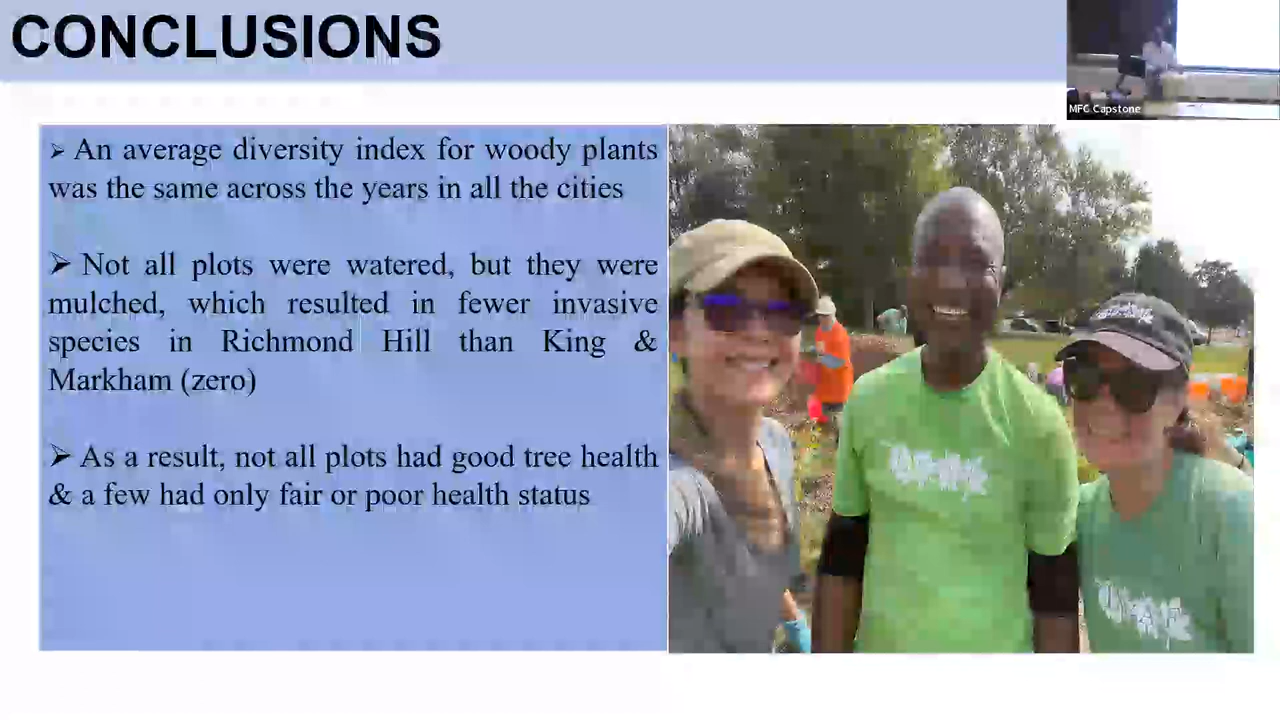 CONCLUSIONS
MFC Capstone
➢ An average diversity index for woody plants
was the same across the years in all the cities
➢ Not all plots were watered, but they were
mulched, which resulted in fewer invasive
species in Richmond Hill than King &
Markham (zero)
➢ As a result, not all plots had good tree health
& a few had only fair or poor health status